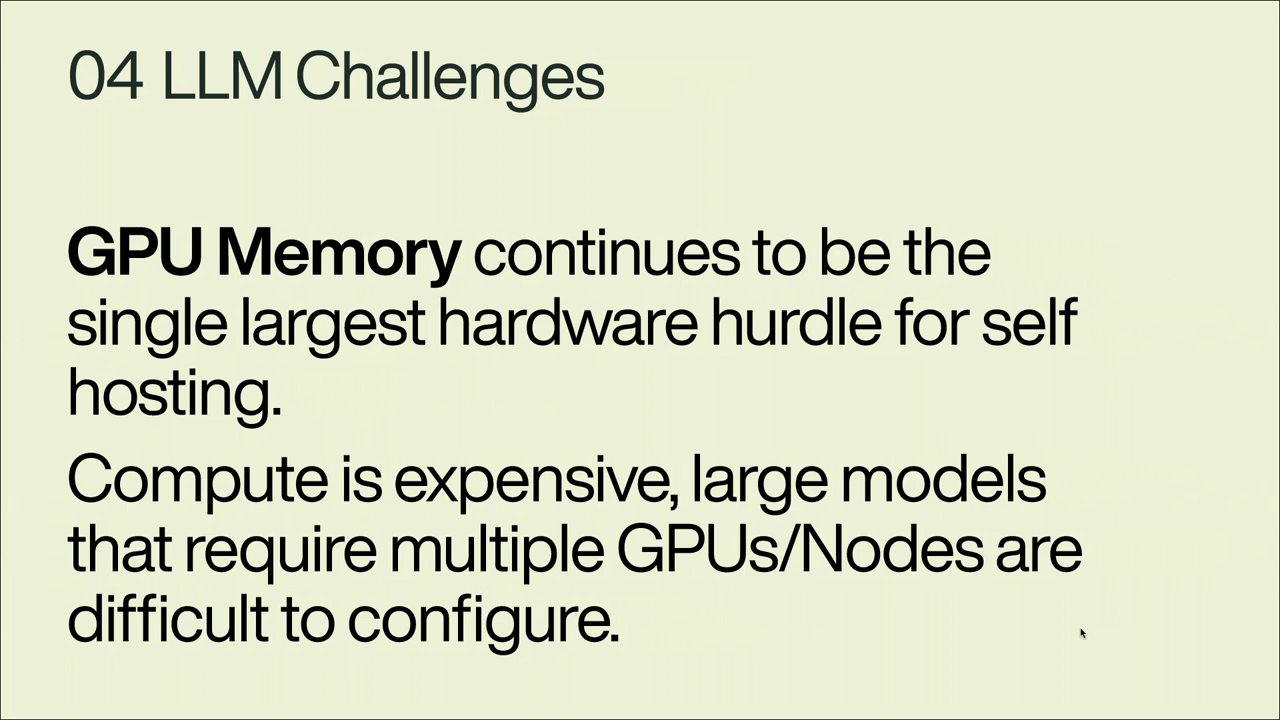 04 LLM Challenges
GPU Memory continues to be the
single largest hardware hurdle for self
hosting.
Compute is expensive, large models
that require multiple GPUs/Nodes are
difficult to configure.